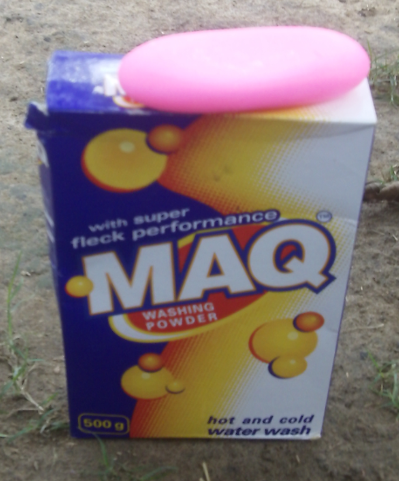 with super
fleck performance
MAQ
WASHING
POWDER
500 g
hot and cold
water wash